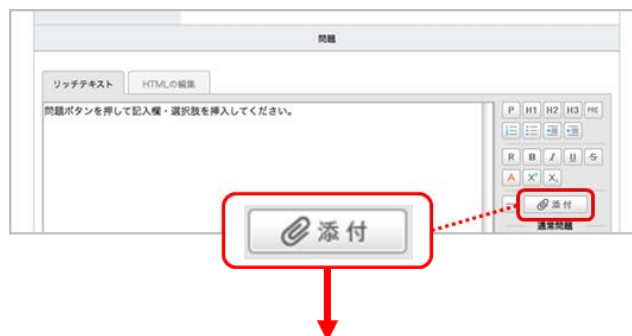 問題
リッチテキスト
HTMLの編集
問題ボタンを押して記入欄・選択肢を挿入してください。
P H1 H2 H3 PRE
R B I U S
A X² X₂
添付
通常問題
添付